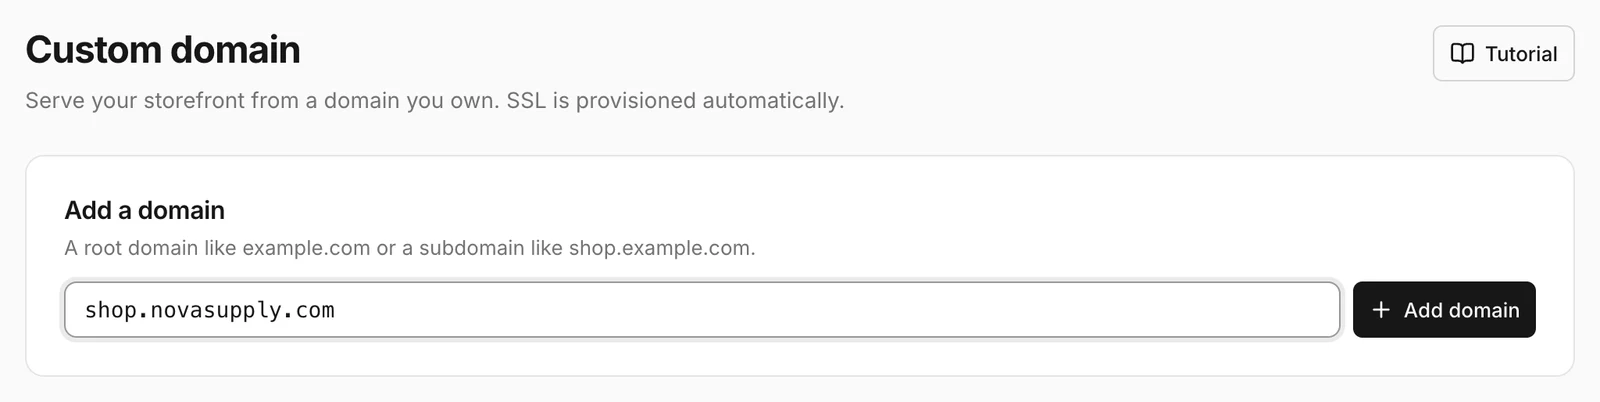 Custom domain
Tutorial
Serve your storefront from a domain you own. SSL is provisioned automatically.
Add a domain
A root domain like example.com or a subdomain like shop.example.com.
shop.novasupply.com
Add domain